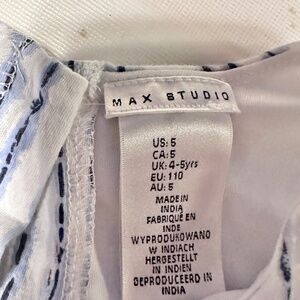 MAX STUDIO
US: 5
CA: 5
UK: 4-5yrs
EU: 110
AU: 5
MADE IN
INDIA
FABRIQUÉ EN
INDE
WYPRODUKOWANO
W INDIACH
HERGESTELLT
IN INDIEN
GEPRODUCEERD IN
INDIA